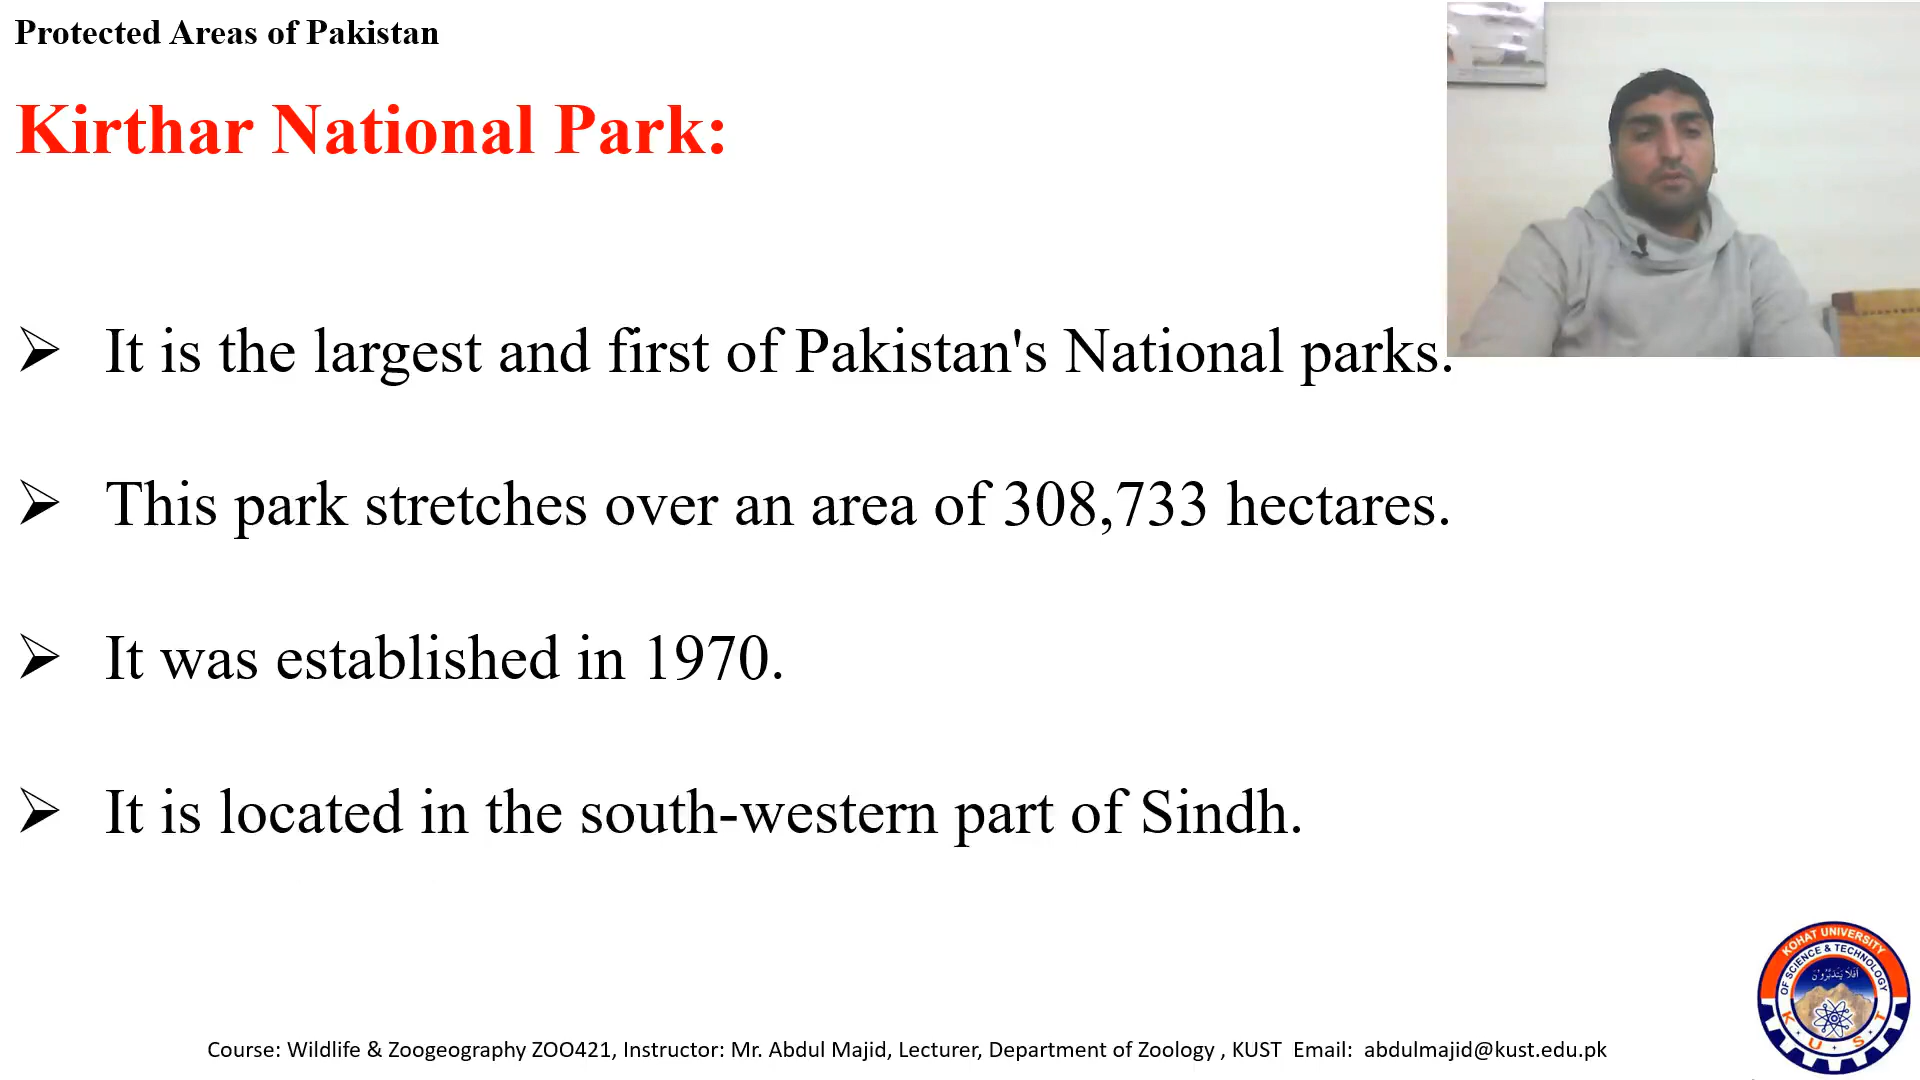 Protected Areas of Pakistan
Kirthar National Park:
➢ It is the largest and first of Pakistan's National parks.
➢ This park stretches over an area of 308,733 hectares.
➢ It was established in 1970.
➢ It is located in the south-western part of Sindh.
KOHAT UNIVERSITY
OF SCIENCE & TECHNOLOGY
K U S T
Course: Wildlife & Zoogeography ZOO421, Instructor: Mr. Abdul Majid, Lecturer, Department of Zoology , KUST Email: abdulmajid@kust.edu.pk